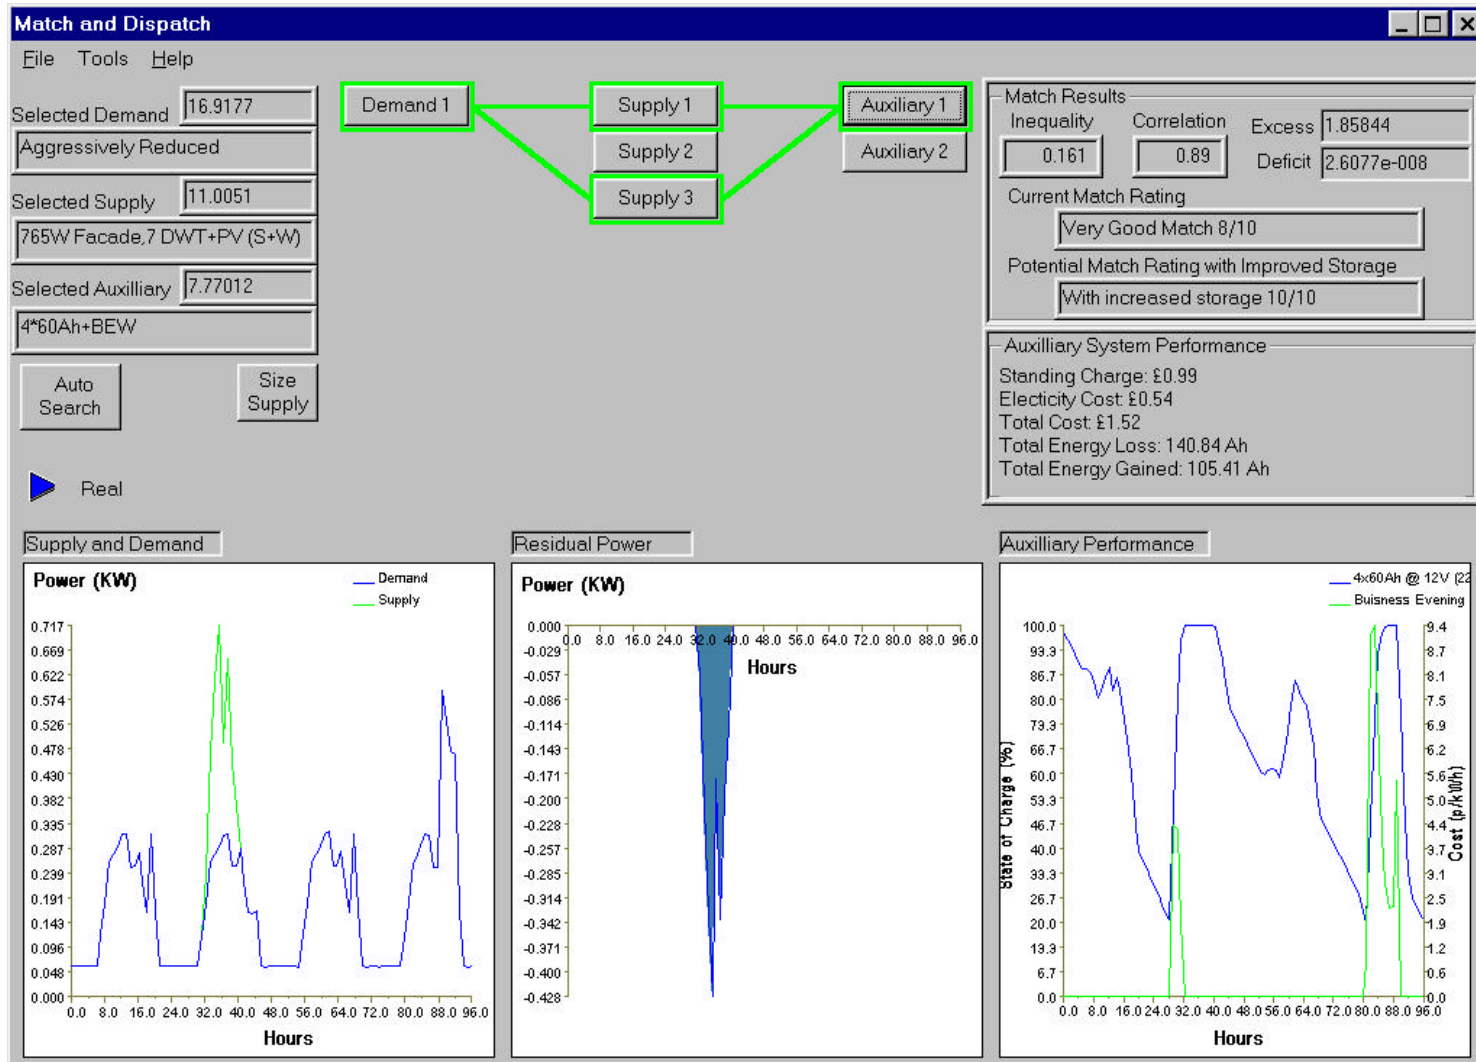 Match and Dispatch
File Tools Help
Selected Demand 16.9177
Aggressively Reduced
Selected Supply 11.0051
765W Facade,7 DWT+PV (S+W)
Selected Auxilliary 7.77012
4*60Ah+BEW
Auto Search
Size Supply
Real
Demand 1
Supply 1
Supply 2
Supply 3
Auxiliary 1
Auxiliary 2
Match Results
Inequality Correlation
0.161 0.89
Excess 1.85844
Deficit 2.6077e-008
Current Match Rating
Very Good Match 8/10
Potential Match Rating with Improved Storage
With increased storage 10/10
Auxilliary System Performance
Standing Charge: £0.99
Electicity Cost: £0.54
Total Cost: £1.52
Total Energy Loss: 140.84 Ah
Total Energy Gained: 105.41 Ah
Supply and Demand
Power (KW)
Demand
Supply
0.717
0.669
0.622
0.574
0.526
0.478
0.430
0.382
0.335
0.287
0.239
0.191
0.143
0.096
0.048
0.000
0.0 8.0 16.0 24.0 32.0 40.0 48.0 56.0 64.0 72.0 80.0 88.0 96.0
Hours
Residual Power
Power (KW)
0.000
-0.029
-0.057
-0.086
-0.114
-0.143
-0.171
-0.200
-0.228
-0.257
-0.285
-0.314
-0.342
-0.371
-0.400
-0.428
0.0 8.0 16.0 24.0 32.0 40.0 48.0 56.0 64.0 72.0 80.0 88.0 96.0
Hours
Auxilliary Performance
4x60Ah @ 12V (22
Buisness Evening
100.0
93.3
86.7
80.0
73.3
66.7
60.0
53.3
46.7
40.0
33.3
26.7
20.0
13.3
6.7
0.0
State of Charge (%)
9.4
8.7
8.1
7.5
6.9
6.2
5.6
5.0
4.4
3.7
3.1
2.5
1.9
1.2
0.6
0.0
Cost (p/kWh)
0.0 8.0 16.0 24.0 32.0 40.0 48.0 56.0 64.0 72.0 80.0 88.0 96.0
Hours